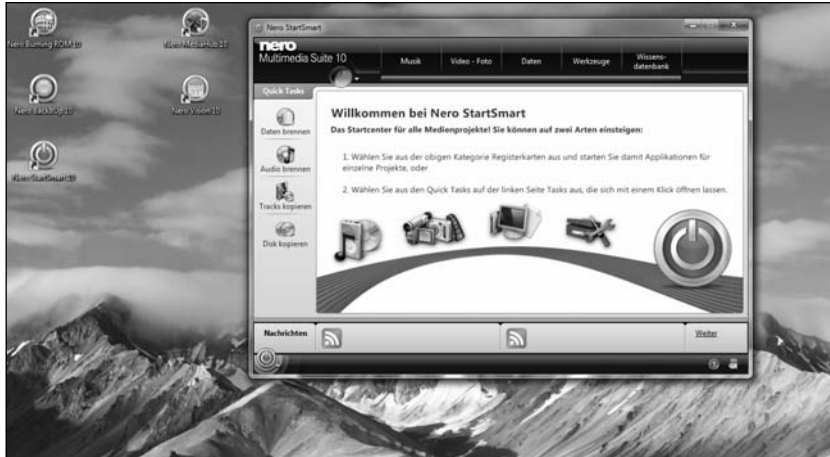 Nero Burning ROM 10
Nero MediaHub 10
Nero BackItUp 10
Nero Vision 10
Nero StartSmart 10
Nero StartSmart
nero
Multimedia Suite 10
Musik
Video - Foto
Daten
Werkzeuge
Wissens-
datenbank
Quick Tasks
Daten brennen
Audio brennen
Tracks kopieren
Disk kopieren
Willkommen bei Nero StartSmart
Das Startcenter für alle Medienprojekte! Sie können auf zwei Arten einsteigen:
1. Wählen Sie aus der obigen Kategorie Registerkarten aus und starten Sie damit Applikationen für
einzelne Projekte, oder
2. Wählen Sie aus den Quick Tasks auf der linken Seite Tasks aus, die sich mit einem Klick öffnen lassen.
Nachrichten
Weiter